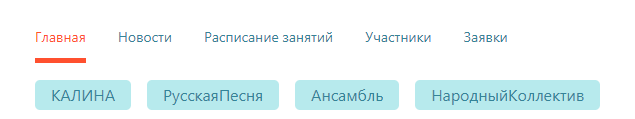 Главная Новости Расписание занятий Участники Заявки
КАЛИНА РусскаяПесня Ансамбль НародныйКоллектив